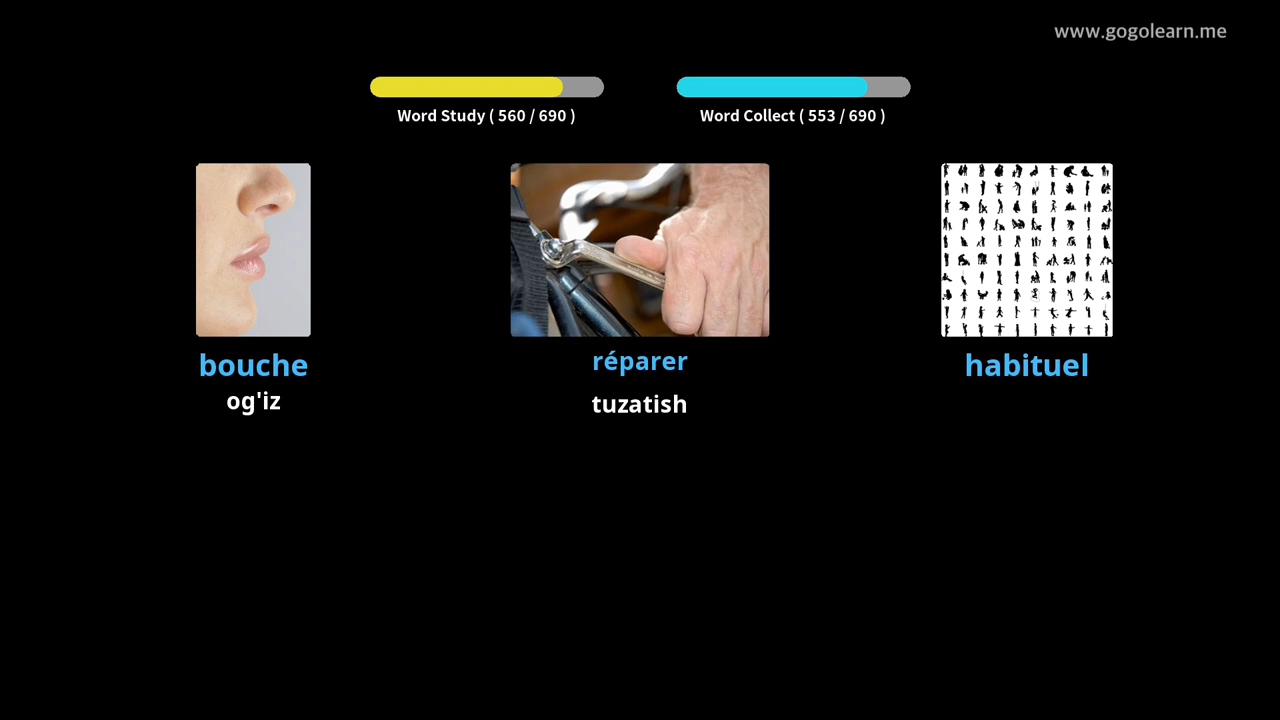 www.gogolearn.me
Word Study ( 560 / 690 )
Word Collect ( 553 / 690 )
bouche
og'iz
réparer
tuzatish
habituel